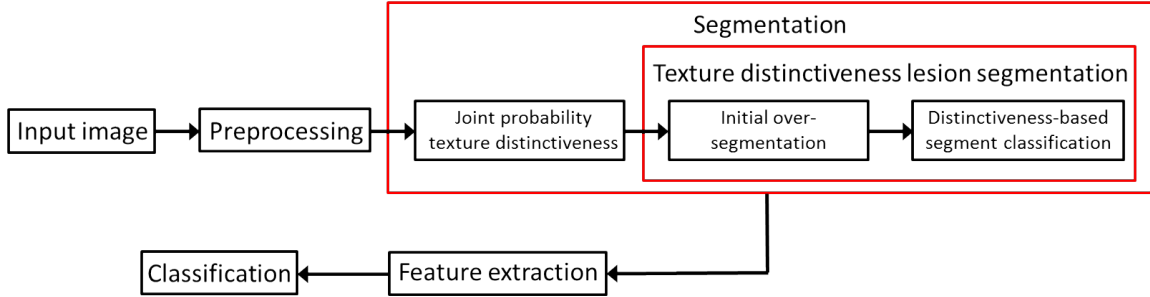 Segmentation
Texture distinctiveness lesion segmentation
Input image
Preprocessing
Joint probability
texture distinctiveness
Initial over-
segmentation
Distinctiveness-based
segment classification
Classification
Feature extraction